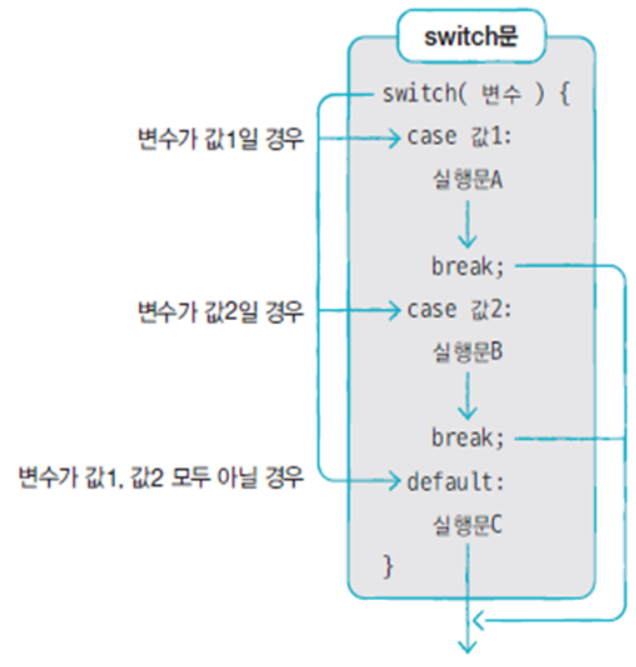 switch문
switch( 변수 ) {
변수가 값1일 경우
case 값1:
실행문A
break;
변수가 값2일 경우
case 값2:
실행문B
break;
변수가 값1, 값2 모두 아닐 경우
default:
실행문C
}